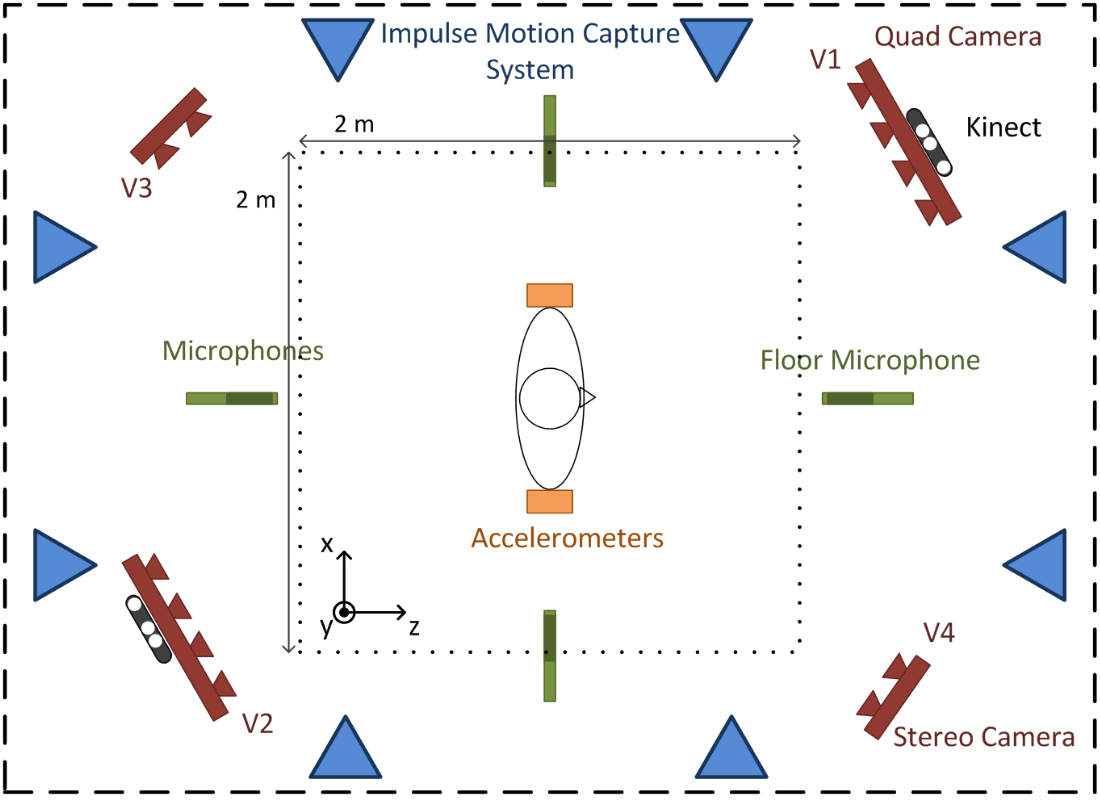 Impulse Motion Capture
System
Quad Camera
V1
Kinect
2 m
V3
2 m
Microphones
Floor Microphone
Accelerometers
x
y
z
V4
V2
Stereo Camera